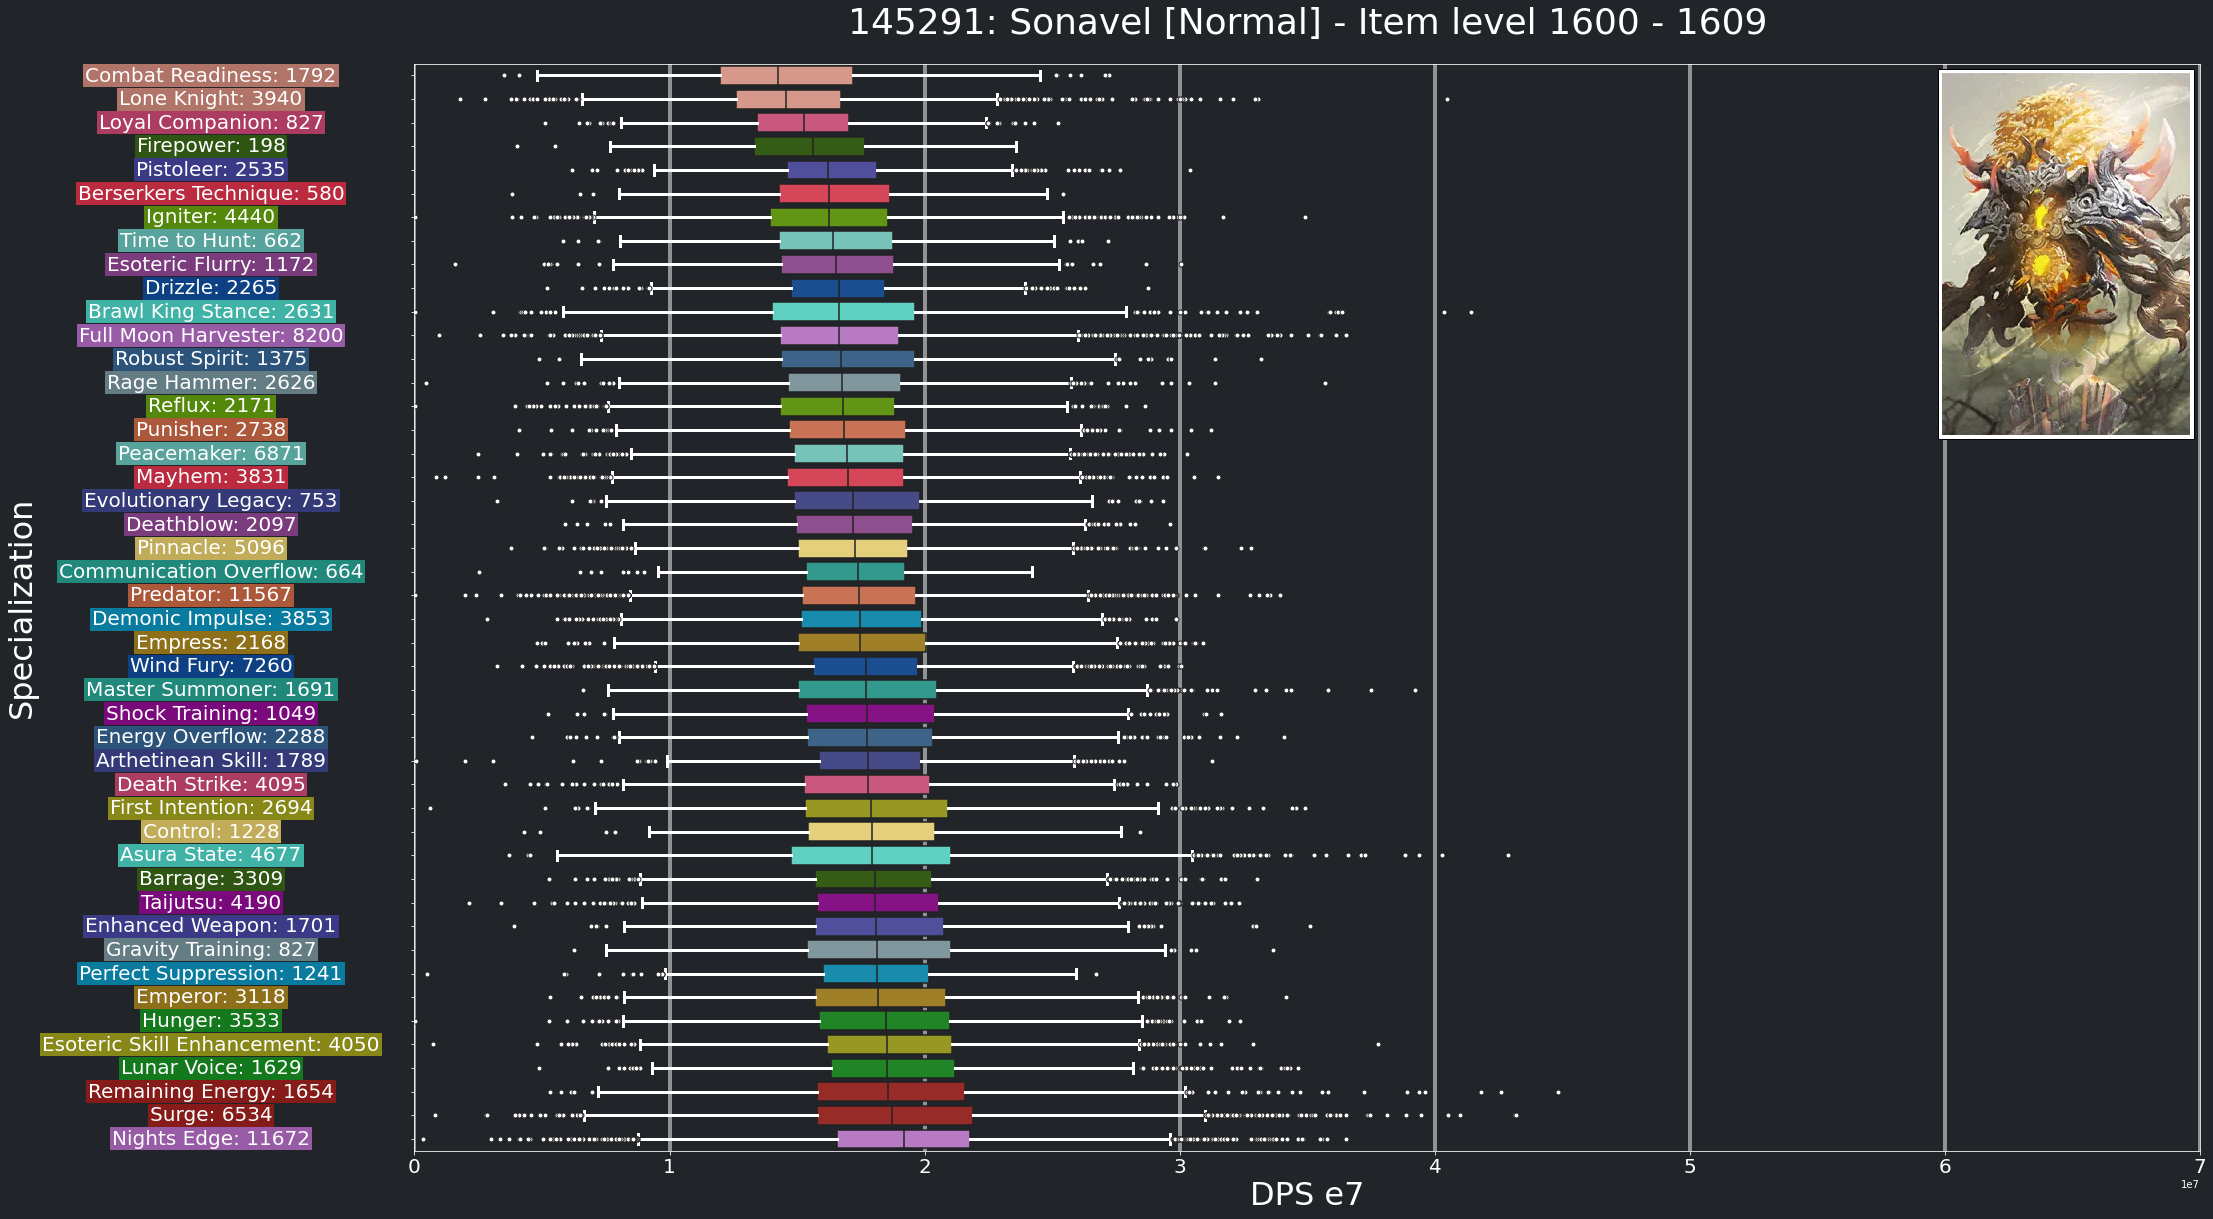 145291: Sonavel [Normal] - Item level 1600 - 1609
Combat Readiness: 1792
Lone Knight: 3940
Loyal Companion: 827
Firepower: 198
Pistoleer: 2535
Berserkers Technique: 580
Igniter: 4440
Time to Hunt: 662
Esoteric Flurry: 1172
Drizzle: 2265
Brawl King Stance: 2631
Full Moon Harvester: 8200
Robust Spirit: 1375
Rage Hammer: 2626
Reflux: 2171
Punisher: 2738
Peacemaker: 6871
Mayhem: 3831
Evolutionary Legacy: 753
Deathblow: 2097
Pinnacle: 5096
Communication Overflow: 664
Predator: 11567
Demonic Impulse: 3853
Empress: 2168
Wind Fury: 7260
Master Summoner: 1691
Shock Training: 1049
Energy Overflow: 2288
Arthetinean Skill: 1789
Death Strike: 4095
First Intention: 2694
Control: 1228
Asura State: 4677
Barrage: 3309
Taijutsu: 4190
Enhanced Weapon: 1701
Gravity Training: 827
Perfect Suppression: 1241
Emperor: 3118
Hunger: 3533
Esoteric Skill Enhancement: 4050
Lunar Voice: 1629
Remaining Energy: 1654
Surge: 6534
Nights Edge: 11672
Specialization
0 1 2 3 4 5 6 7
1e7
DPS e7